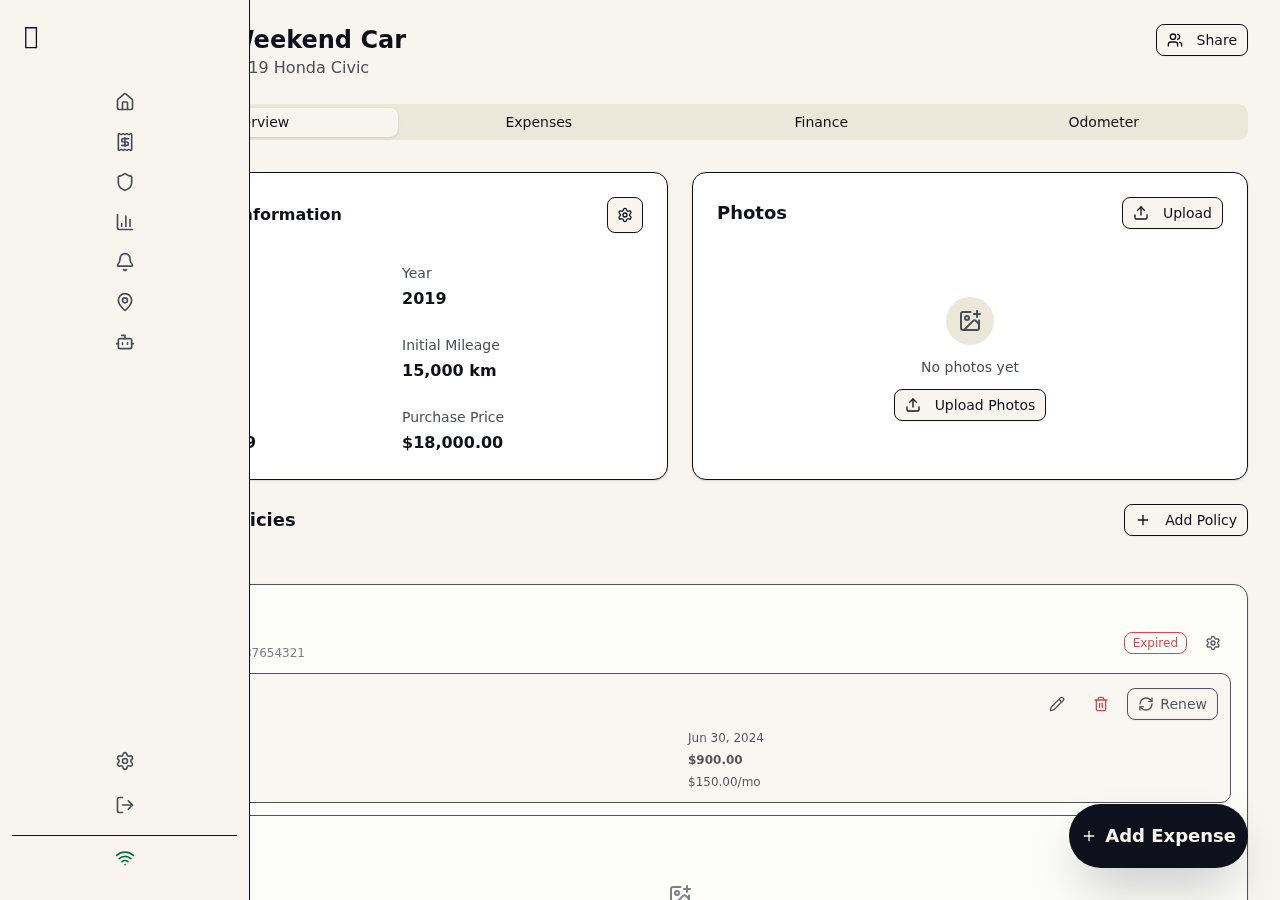 Weekend Car
19 Honda Civic
Share
rview
Expenses
Finance
Odometer
nformation
Year
2019
Initial Mileage
15,000 km
Purchase Price
9
$18,000.00
Photos
Upload
No photos yet
Upload Photos
icies
Add Policy
37654321
Expired
Renew
Jun 30, 2024
$900.00
$150.00/mo
Add Expense